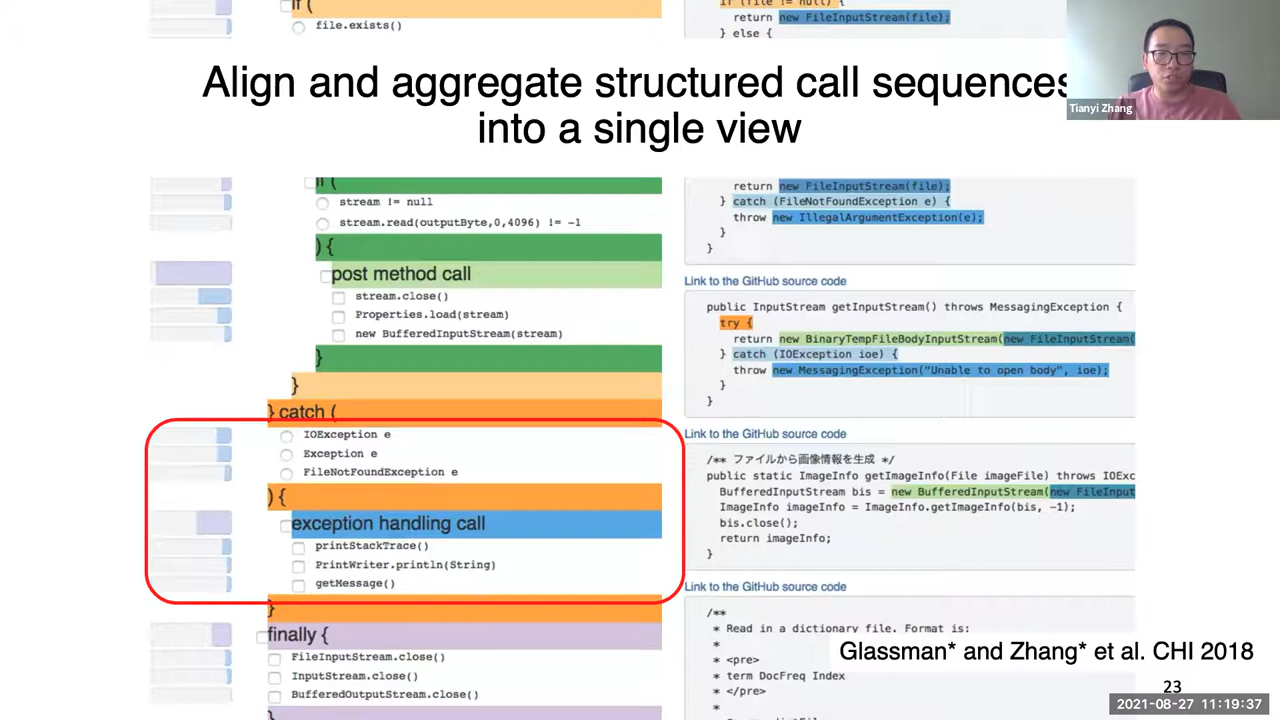 if (
file.exists()
if (file != null) {
return new FileInputStream(file);
} else {
Tianyi Zhang
Align and aggregate structured call sequences
into a single view
if (
stream != null
stream.read(outputByte,0,4096) != -1
) {
post method call
stream.close()
Properties.load(stream)
new BufferedInputStream(stream)
}
}
} catch (
IOException e
Exception e
FileNotFoundException e
) {
exception handling call
printStackTrace()
PrintWriter.println(String)
getMessage()
}
finally {
FileInputStream.close()
InputStream.close()
BufferedOutputStream.close()
}
return new FileInputStream(file);
} catch (FileNotFoundException e) {
throw new IllegalArgumentException(e);
}
}
Link to the GitHub source code
public InputStream getInputStream() throws MessagingException {
try {
return new BinaryTempFileBodyInputStream(new FileInputStream(
} catch (IOException ioe) {
throw new MessagingException("Unable to open body", ioe);
}
}
Link to the GitHub source code
/** ファイルから画像情報を生成 */
public static ImageInfo getImageInfo(File imageFile) throws IOExc
BufferedInputStream bis = new BufferedInputStream(new FileInput
ImageInfo imageInfo = ImageInfo.getImageInfo(bis, -1);
bis.close();
return imageInfo;
}
Link to the GitHub source code
/**
* Read in a dictionary file. Format is:
*
* <pre>
* term DocFreq Index
* </pre>
*
Glassman* and Zhang* et al. CHI 2018
23
2021-08-27 11:19:37